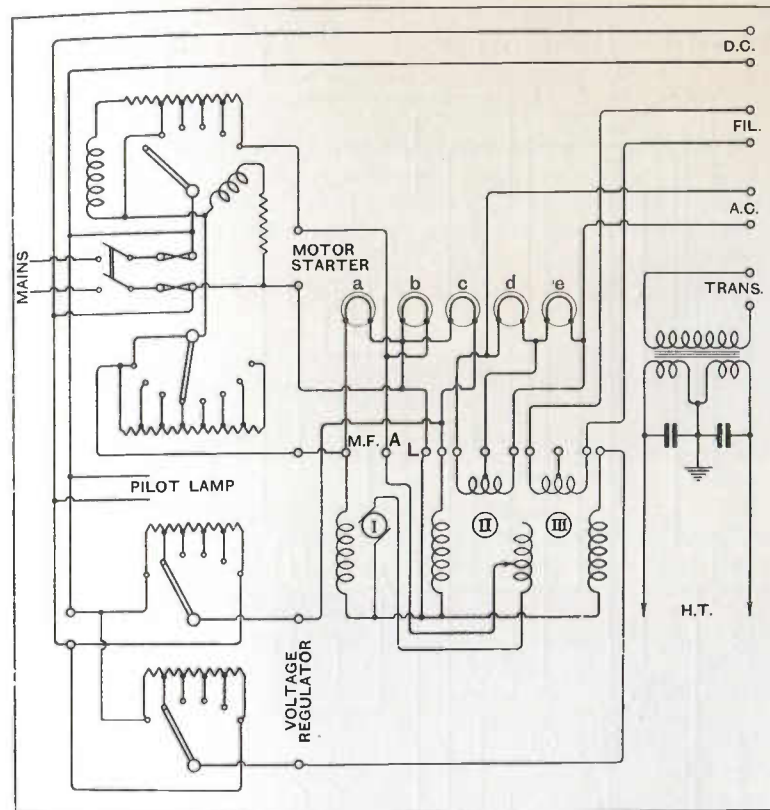 D.C.
FIL.
A.C.
TRANS.
MAINS
MOTOR
STARTER
a b c d e
M.F. A L
PILOT LAMP
I II III
H.T.
VOLTAGE
REGULATOR